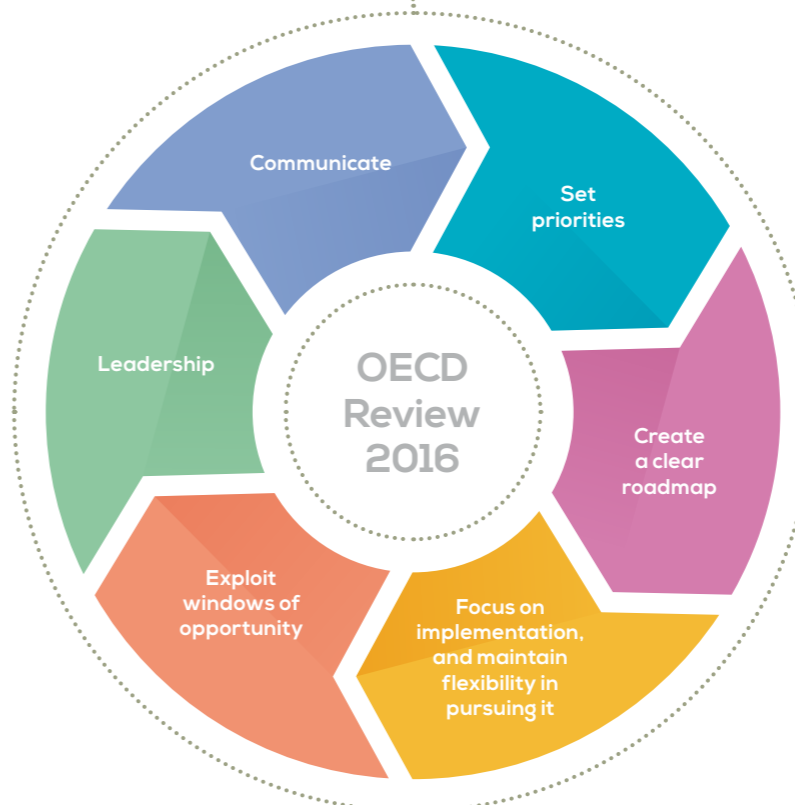 Communicate
Set
priorities
Leadership
OECD
Review
2016
Create
a clear
roadmap
Exploit
windows of
opportunity
Focus on
implementation,
and maintain
flexibility in
pursuing it